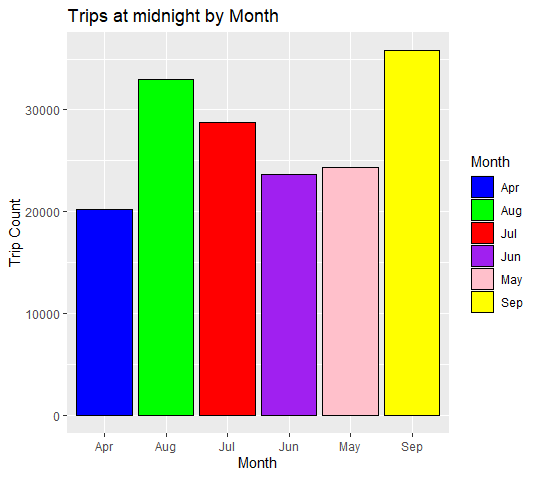 Trips at midnight by Month
Trip Count
30000
20000
10000
0
Apr
Aug
Jul
Jun
May
Sep
Month
Month
Apr
Aug
Jul
Jun
May
Sep